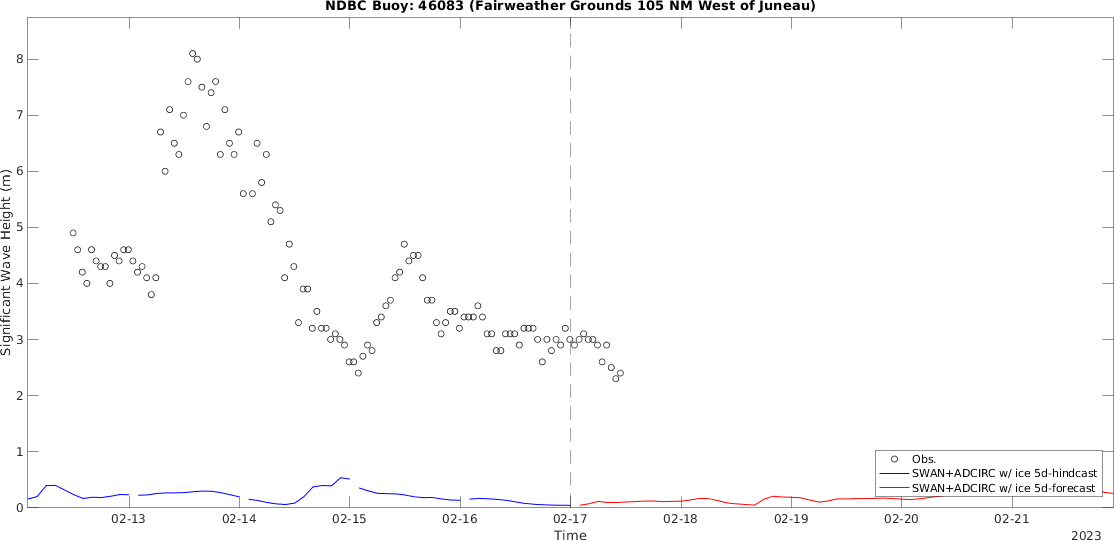 NDBC Buoy: 46083 (Fairweather Grounds 105 NM West of Juneau)
Significant Wave Height (m)
8
7
6
5
4
3
2
1
0
Obs.
SWAN+ADCIRC w/ ice 5d-hindcast
SWAN+ADCIRC w/ ice 5d-forecast
02-13 02-14 02-15 02-16 02-17 02-18 02-19 02-20 02-21
Time
2023